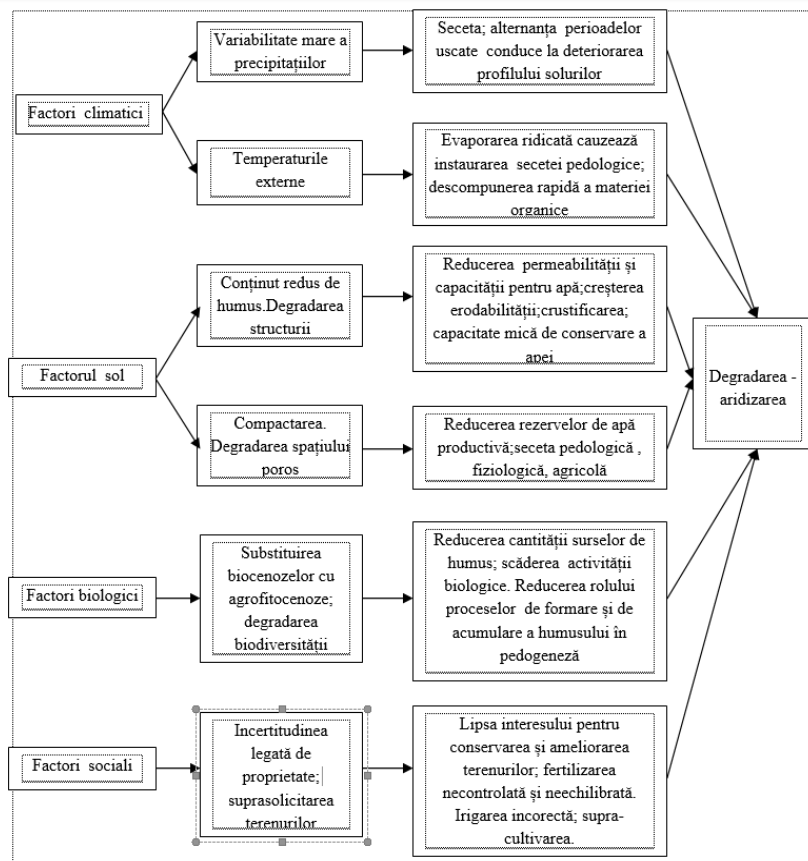 Factori climatici
Variabilitate mare a
precipitațiilor
Seceta; alternanța perioadelor
uscate conduce la deteriorarea
profilului solurilor
Temperaturile
externe
Evaporarea ridicată cauzează
instaurarea secetei pedologice;
descompunerea rapidă a materiei
organice
Factorul sol
Conținut redus de
humus.Degradarea
structurii
Reducerea permeabilității și
capacității pentru apă;creșterea
erodabilității;crustificarea;
capacitate mică de conservare a
apei
Compactarea.
Degradarea spațiului
poros
Reducerea rezervelor de apă
productivă;seceta pedologică ,
fiziologică, agricolă
Factori biologici
Substituirea
biocenozelor cu
agrofitocenoze;
degradarea
biodiversității
Reducerea cantității surselor de
humus; scăderea activității
biologice. Reducerea rolului
proceselor de formare și de
acumulare a humusului în
pedogeneză
Factori sociali
Incertitudinea
legată de
proprietate;
suprasolicitarea
terenurilor
Lipsa interesului pentru
conservarea și ameliorarea
terenurilor; fertilizarea
necontrolată și neechilibrată.
Irigarea incorectă; supra-
cultivarea.
Degradarea -
aridizarea